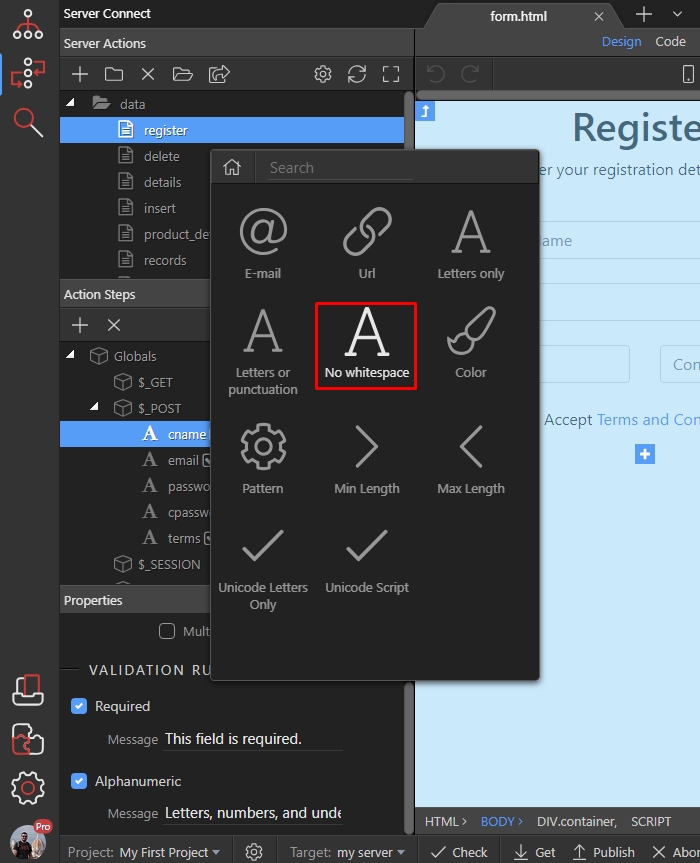 Server Connect
form.html
Server Actions
Design Code
data
register
delete
details
insert
product_de
records
Search
E-mail
Url
Letters only
Letters or
punctuation
No whitespace
Color
Pattern
Min Length
Max Length
Unicode Letters
Only
Unicode Script
Registe
er your registration det
ame
Con
Accept Terms and Con
Action Steps
Globals
$_GET
$_POST
cname
email
passwo
cpassw
terms
$_SESSION
Properties
Mult
VALIDATION RU
Required
Message This field is required.
Alphanumeric
Message Letters, numbers, and unde
HTML BODY DIV.container, SCRIPT
Pro
Project: My First Project
Target: my server
Check
Get
Publish
Abo